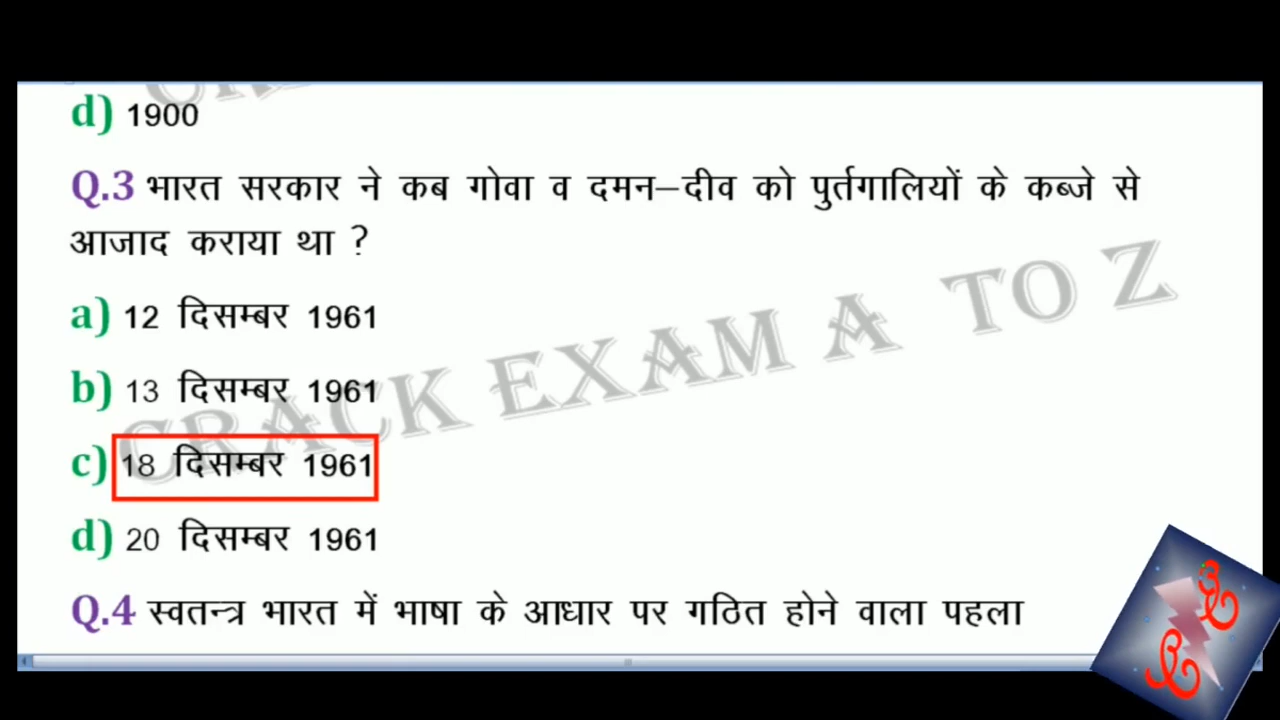 d) 1900
Q.3 भारत सरकार ने कब गोवा व दमन–दीव को पुर्तगालियों के कब्जे से
आजाद कराया था ?
a) 12 दिसम्बर 1961
b) 13 दिसम्बर 1961
c) 18 दिसम्बर 1961
d) 20 दिसम्बर 1961
Q.4 स्वतन्त्र भारत में भाषा के आधार पर गठित होने वाला पहला
CRACK EXAM A TO Z